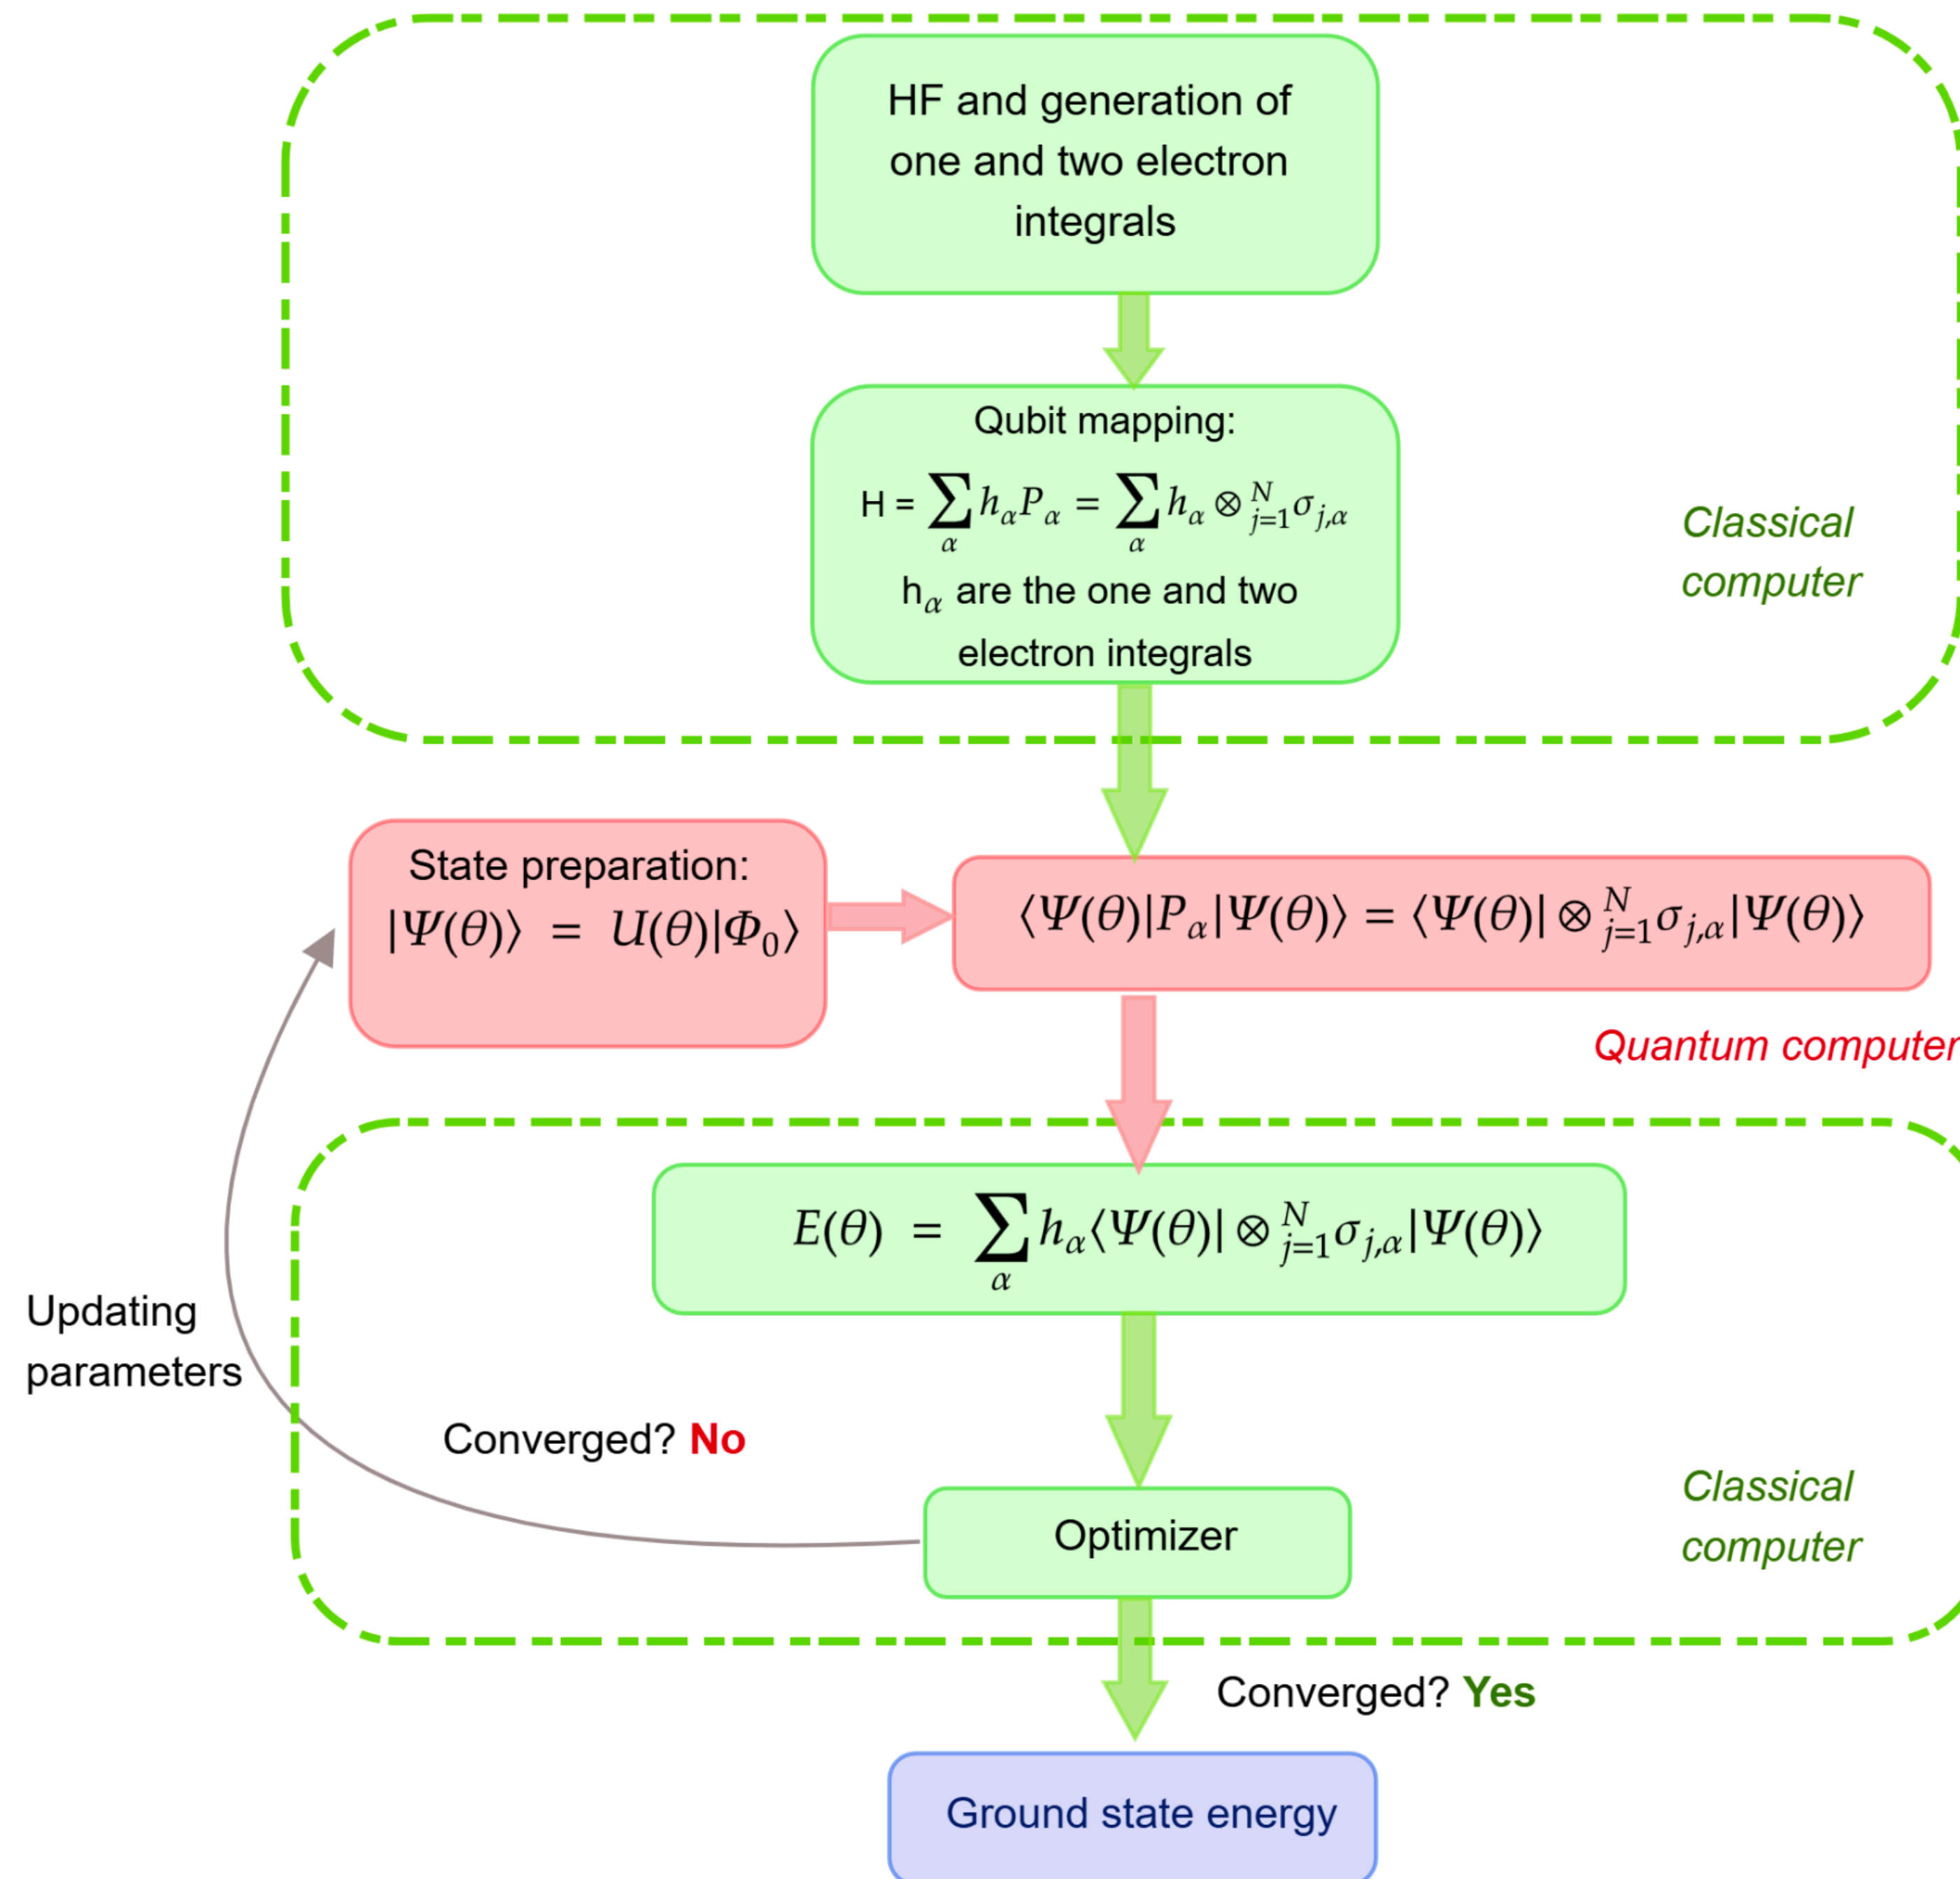 HF and generation of
one and two electron
integrals
Qubit mapping:
H = ∑_α h_α P_α = ∑_α h_α ⊗_{j=1}^N σ_{j,α}
h_α are the one and two
electron integrals
Classical
computer
State preparation:
|Ψ(θ)⟩ = U(θ)|Φ_0⟩
⟨Ψ(θ)|P_α|Ψ(θ)⟩ = ⟨Ψ(θ)| ⊗_{j=1}^N σ_{j,α}|Ψ(θ)⟩
Quantum computer
E(θ) = ∑_α h_α⟨Ψ(θ)| ⊗_{j=1}^N σ_{j,α}|Ψ(θ)⟩
Updating
parameters
Converged? No
Optimizer
Classical
computer
Converged? Yes
Ground state energy